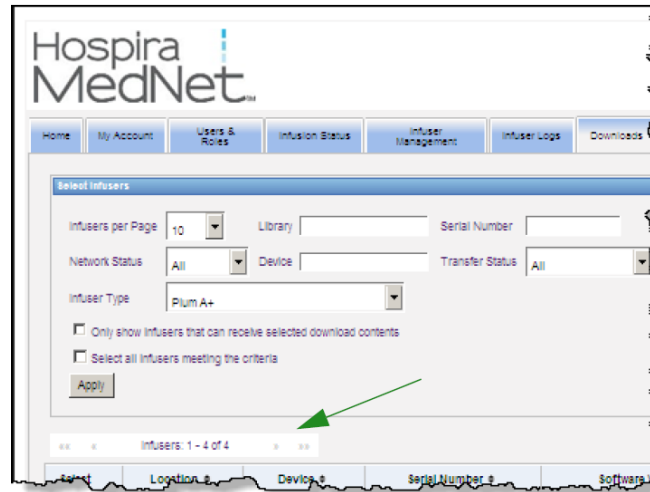 Hospira
MedNet™
Home My Account Users & Roles Infusion Status Infuser Management Infuser Logs Downloads
Select Infusers
Infusers per Page 10 Library Serial Number
Network Status All Device Transfer Status All
Infuser Type Plum A+
Only show infusers that can receive selected download contents
Select all infusers meeting the criteria
Apply
«« « Infusers: 1 - 4 of 4 » »»
Select Location Device Serial Number Software